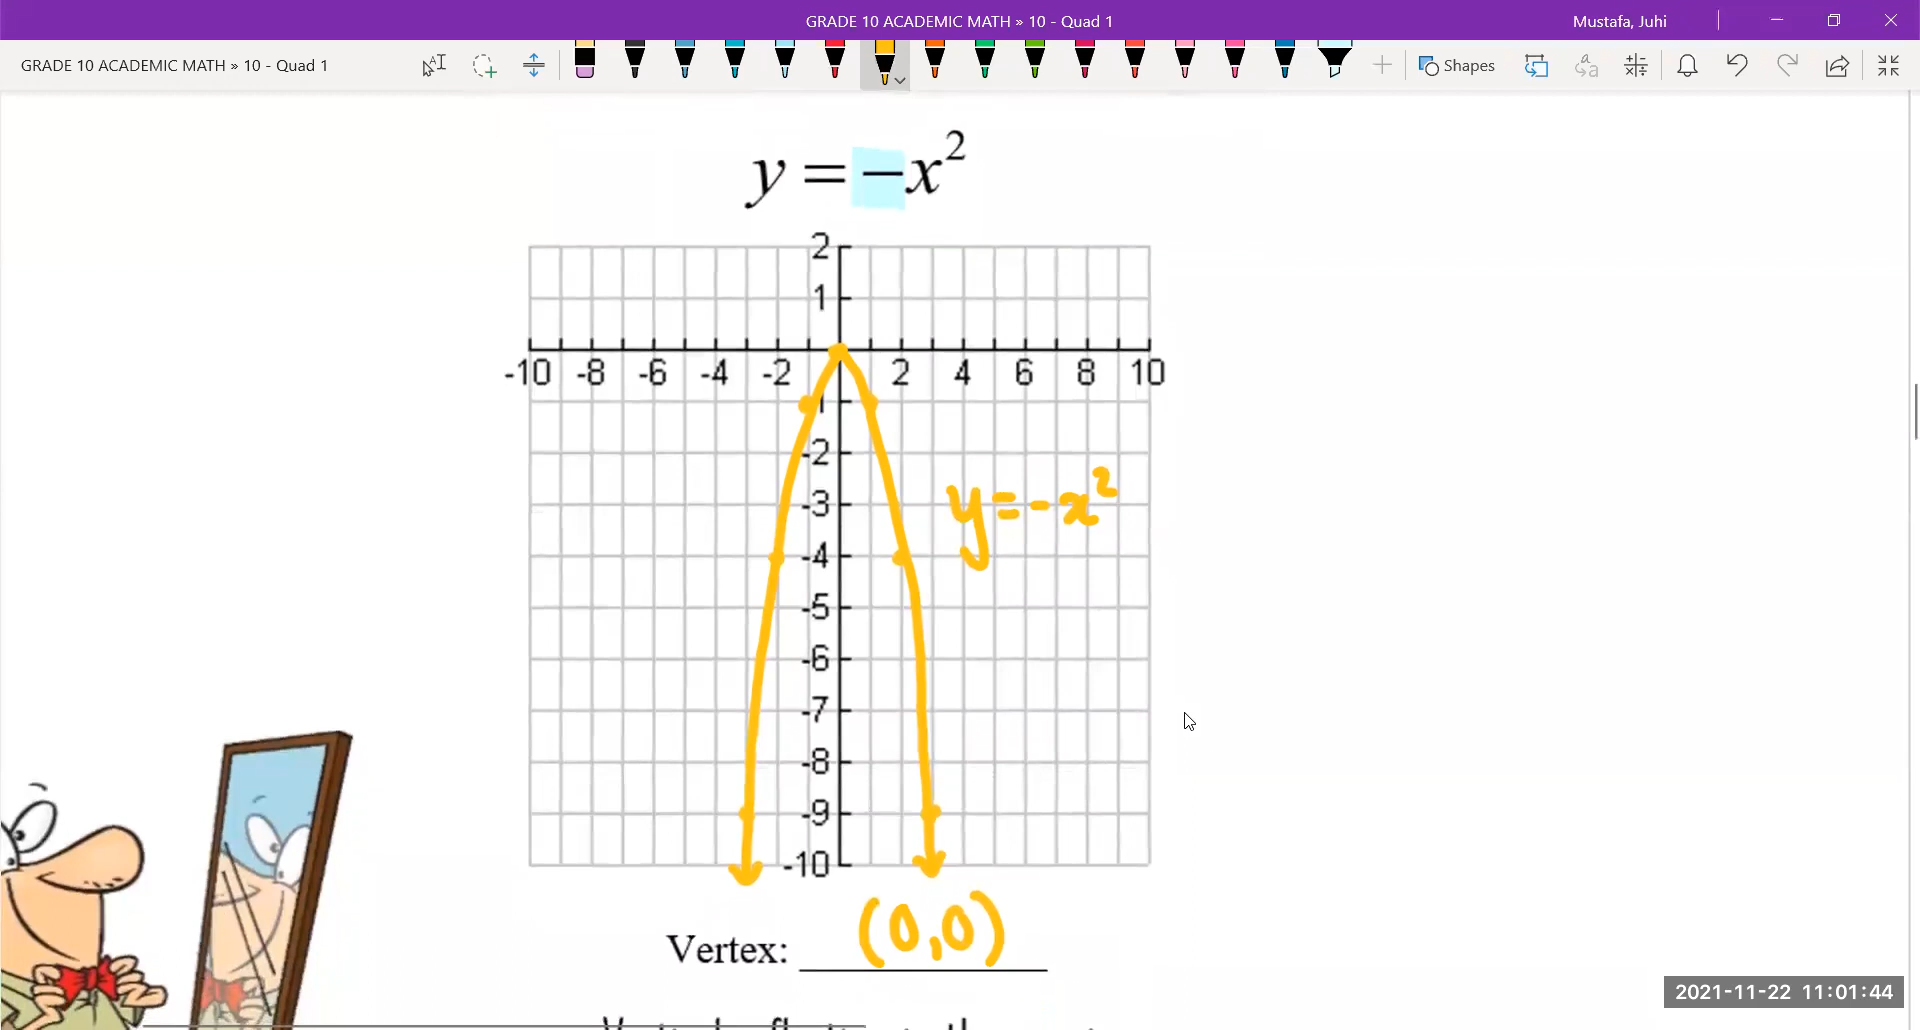 GRADE 10 ACADEMIC MATH » 10 - Quad 1
Mustafa, Juhi
GRADE 10 ACADEMIC MATH » 10 - Quad 1
Shapes
y = -x²
2
1
-10 -8 -6 -4 -2 2 4 6 8 10
-2
-3
y = -x²
-4
-5
-6
-7
-8
-9
-10
Vertex: (0,0)
2021-11-22 11:01:44